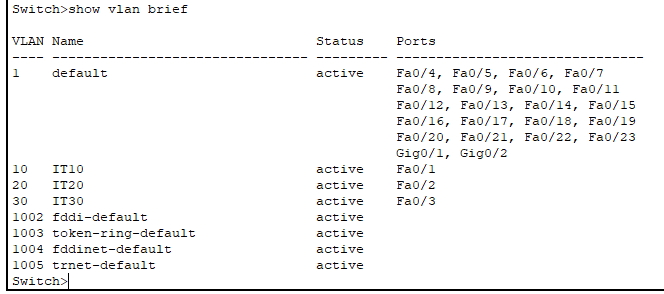 Switch>show vlan brief
VLAN Name                             Status    Ports
---- -------------------------------- --------- -------------------------------
1    default                          active    Fa0/4, Fa0/5, Fa0/6, Fa0/7
                                                Fa0/8, Fa0/9, Fa0/10, Fa0/11
                                                Fa0/12, Fa0/13, Fa0/14, Fa0/15
                                                Fa0/16, Fa0/17, Fa0/18, Fa0/19
                                                Fa0/20, Fa0/21, Fa0/22, Fa0/23
                                                Gig0/1, Gig0/2
10   IT10                             active    Fa0/1
20   IT20                             active    Fa0/2
30   IT30                             active    Fa0/3
1002 fddi-default                     active
1003 token-ring-default               active
1004 fddinet-default                  active
1005 trnet-default                    active
Switch>